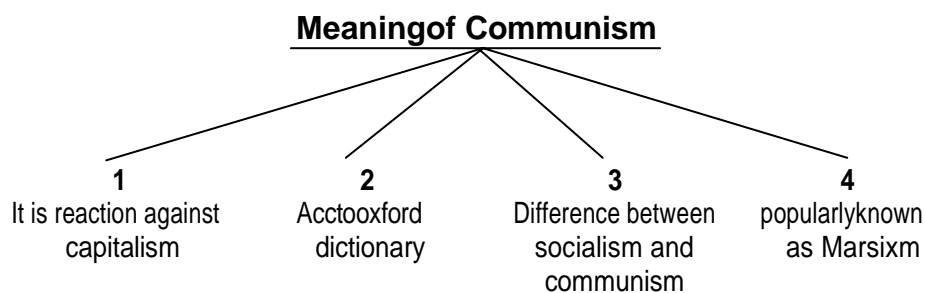 Meaningof Communism
1
It is reaction against
capitalism
2
Acctooxford
dictionary
3
Difference between
socialism and
communism
4
popularlyknown
as Marsixm